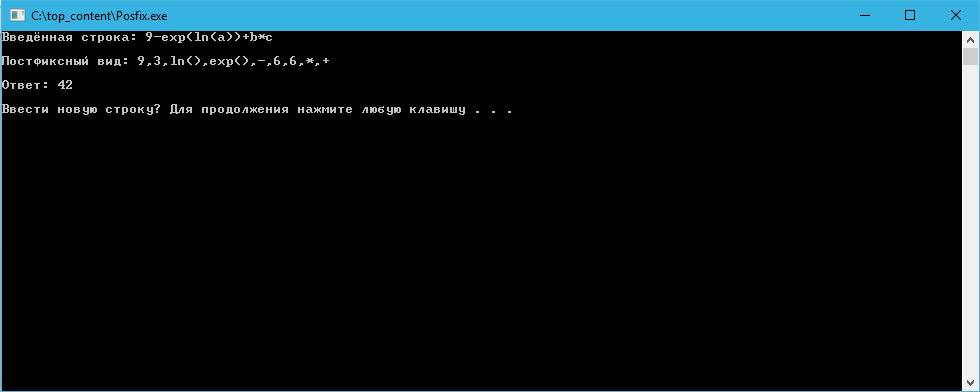 C:\top_content\Posfix.exe
Введённая строка: 9-exp(ln(a))+b*c
Постфиксный вид: 9,3,ln(),exp(),-,6,6,*,+
Ответ: 42
Ввести новую строку? Для продолжения нажмите любую клавишу . . .